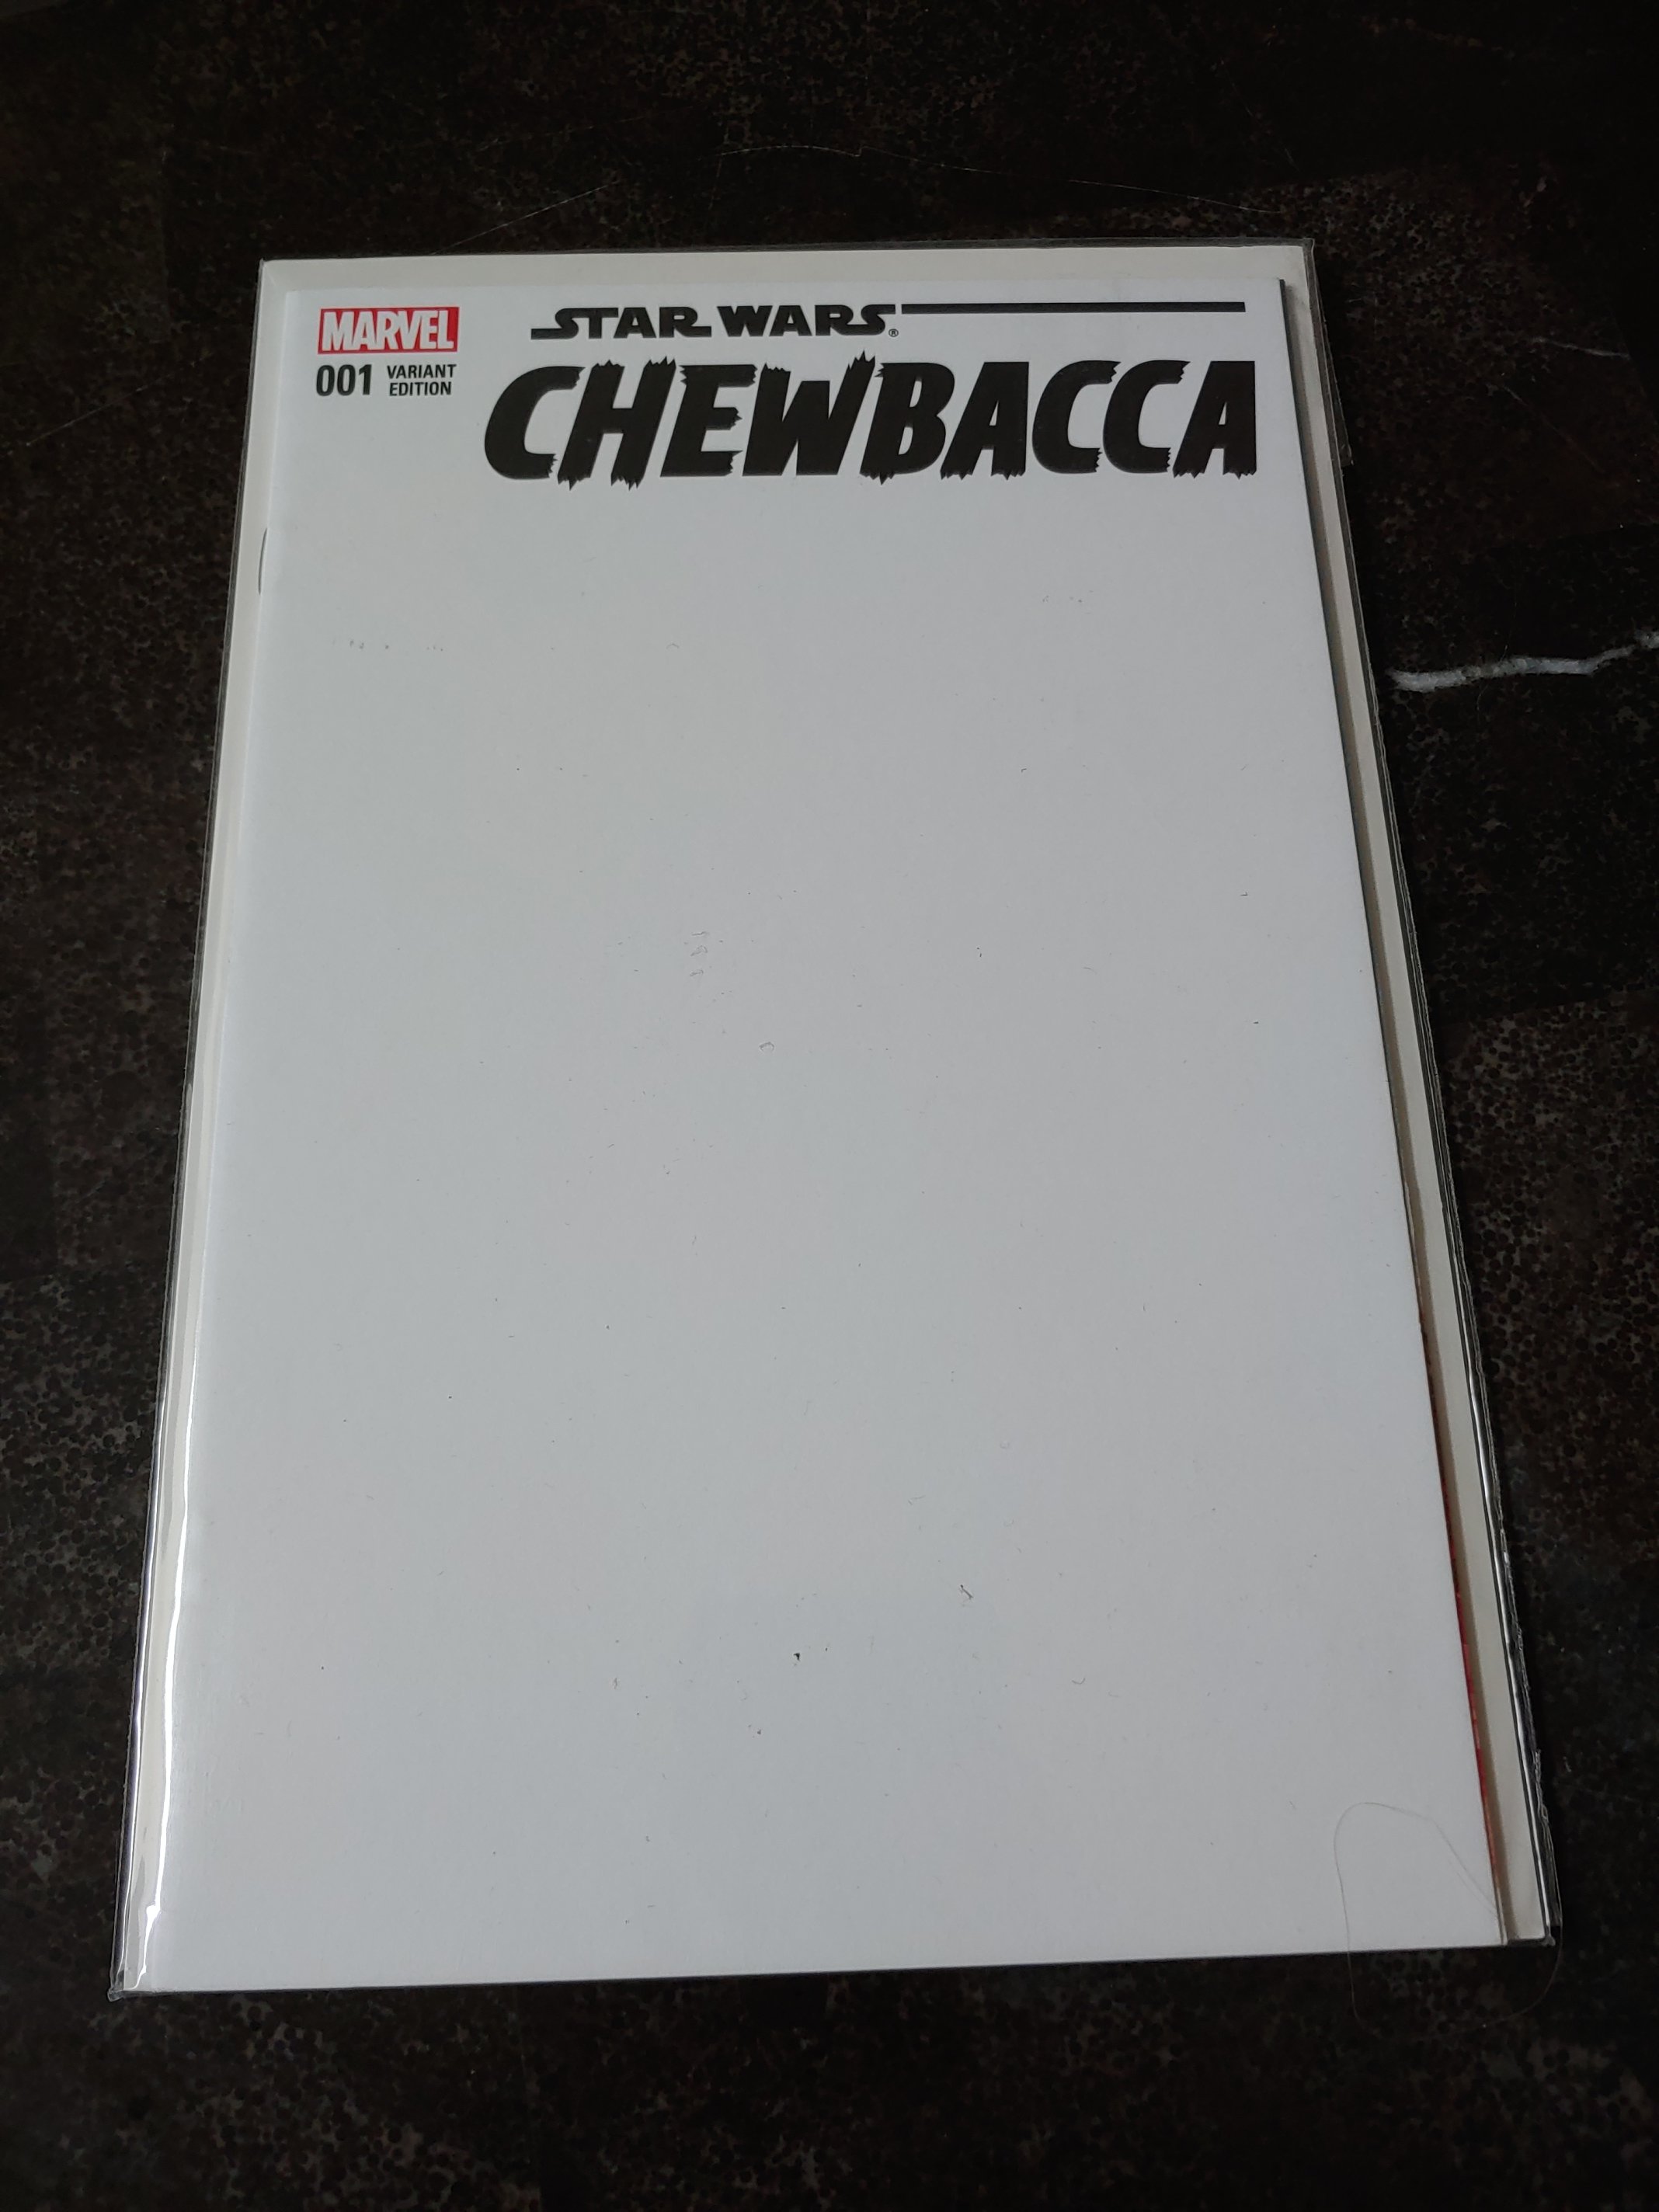 MARVEL
001 VARIANT
EDITION
STAR WARS®
CHEWBACCA